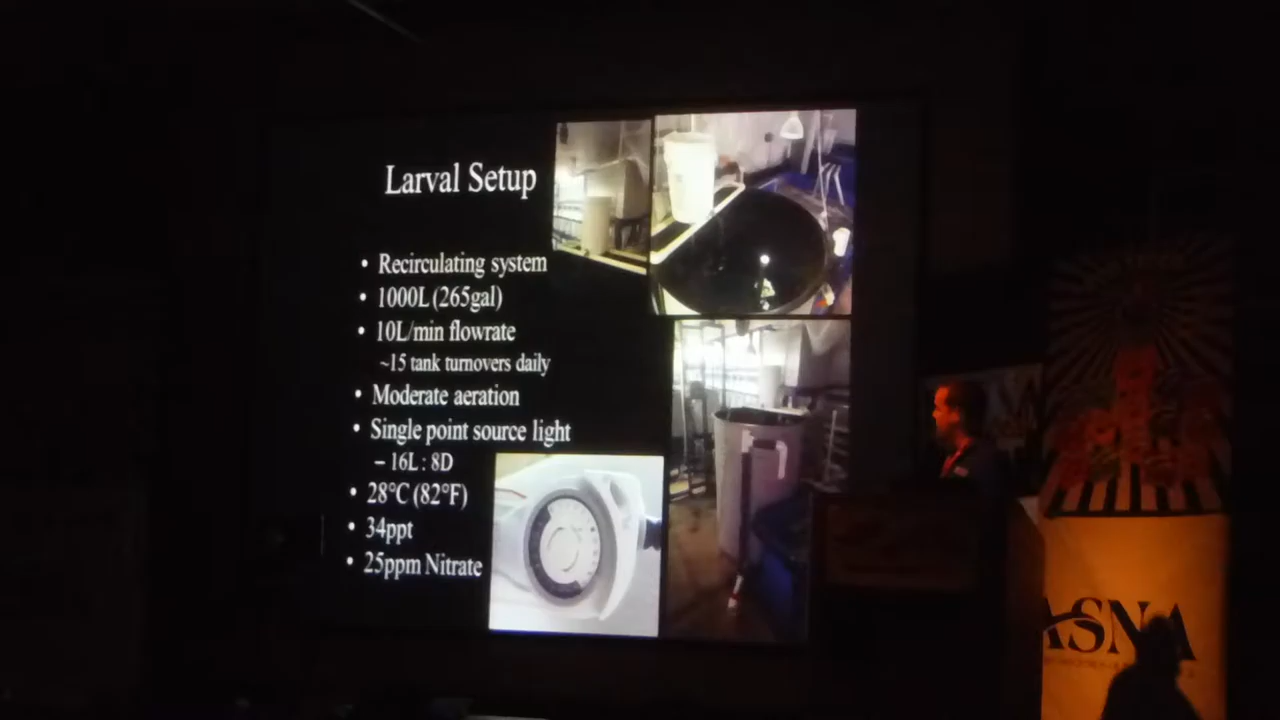 Larval Setup
• Recirculating system
• 1000L (265gal)
• 10L/min flowrate
~15 tank turnovers daily
• Moderate aeration
• Single point source light
– 16L : 8D
• 28°C (82°F)
• 34ppt
• 25ppm Nitrate